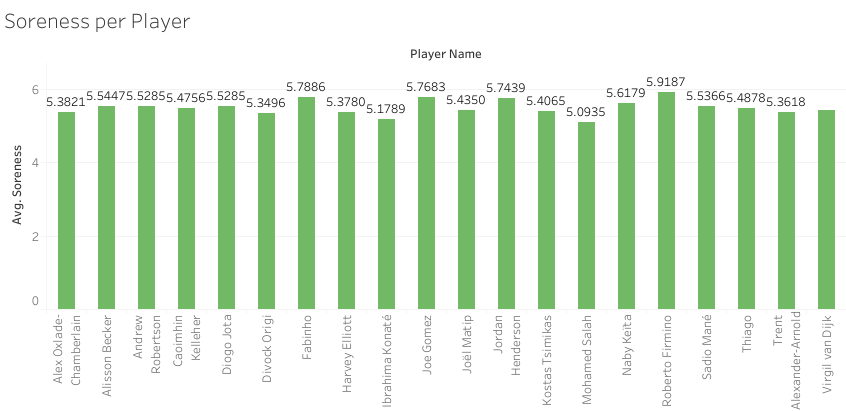 Soreness per Player
Player Name
Avg. Soreness
6
4
2
0
5.3821
5.5447
5.5285
5.4756
5.5285
5.3496
5.7886
5.3780
5.1789
5.7683
5.4350
5.7439
5.4065
5.0935
5.6179
5.9187
5.5366
5.4878
5.3618
Alex Oxlade-
Chamberlain
Alisson Becker
Andrew
Robertson
Caoimhin
Kelleher
Diogo Jota
Divock Origi
Fabinho
Harvey Elliott
Ibrahima Konaté
Joe Gomez
Joël Matip
Jordan
Henderson
Kostas Tsimikas
Mohamed Salah
Naby Keïta
Roberto Firmino
Sadio Mané
Thiago
Trent
Alexander-Arnold
Virgil van Dijk